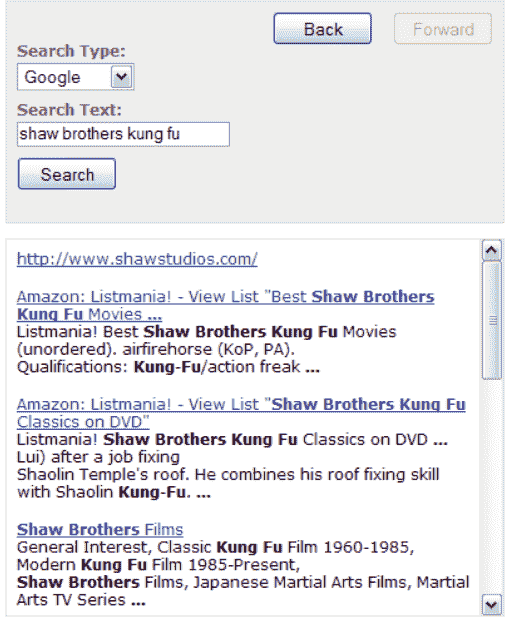 Back Forward
Search Type:
Google
Search Text:
shaw brothers kung fu
Search
http://www.shawstudios.com/
Amazon: Listmania! - View List "Best Shaw Brothers
Kung Fu Movies ...
Listmania! Best Shaw Brothers Kung Fu Movies
(unordered). airfirehorse (KoP, PA).
Qualifications: Kung-Fu/action freak ...
Amazon: Listmania! - View List "Shaw Brothers Kung Fu
Classics on DVD"
Listmania! Shaw Brothers Kung Fu Classics on DVD ...
Lui) after a job fixing
Shaolin Temple's roof. He combines his roof fixing skill
with Shaolin Kung-Fu. ...
Shaw Brothers Films
General Interest, Classic Kung Fu Film 1960-1985,
Modern Kung Fu Film 1985-Present,
Shaw Brothers Films, Japanese Martial Arts Films, Martial
Arts TV Series ...